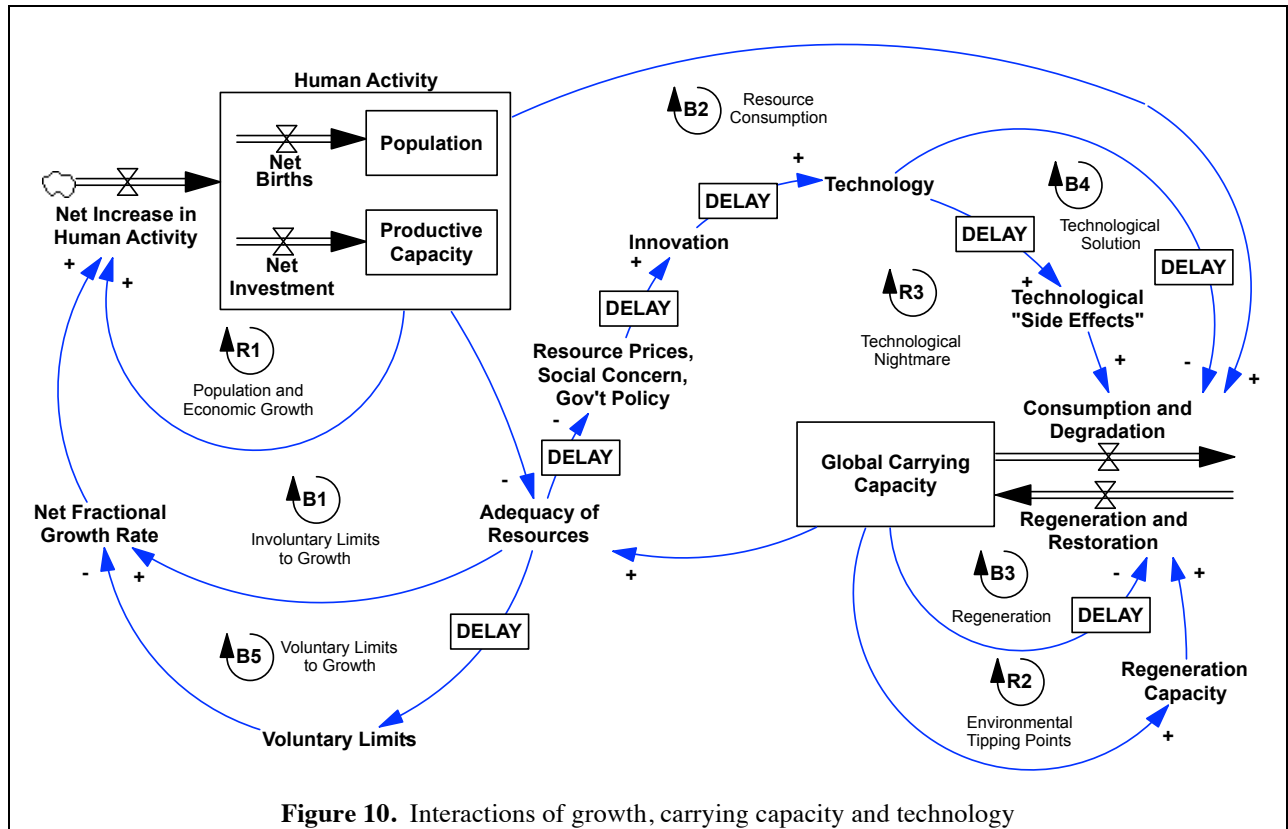 Human Activity
Population
Net
Births
Productive
Capacity
Net
Investment
Net Increase in
Human Activity
+
+
R1
Population and
Economic Growth
B2
Resource
Consumption
+
Technology
DELAY
Innovation
+
DELAY
Resource Prices,
Social Concern,
Gov't Policy
-
DELAY
B4
Technological
Solution
DELAY
DELAY
+
Technological
"Side Effects"
R3
Technological
Nightmare
+
-
+
Consumption and
Degradation
Global Carrying
Capacity
Regeneration and
Restoration
B1
Involuntary Limits
to Growth
-
Adequacy of
Resources
+
Net Fractional
Growth Rate
-
+
B5
Voluntary Limits
to Growth
DELAY
Voluntary Limits
-
B3
Regeneration
-
+
DELAY
R2
Environmental
Tipping Points
Regeneration
Capacity
+
Figure 10. Interactions of growth, carrying capacity and technology